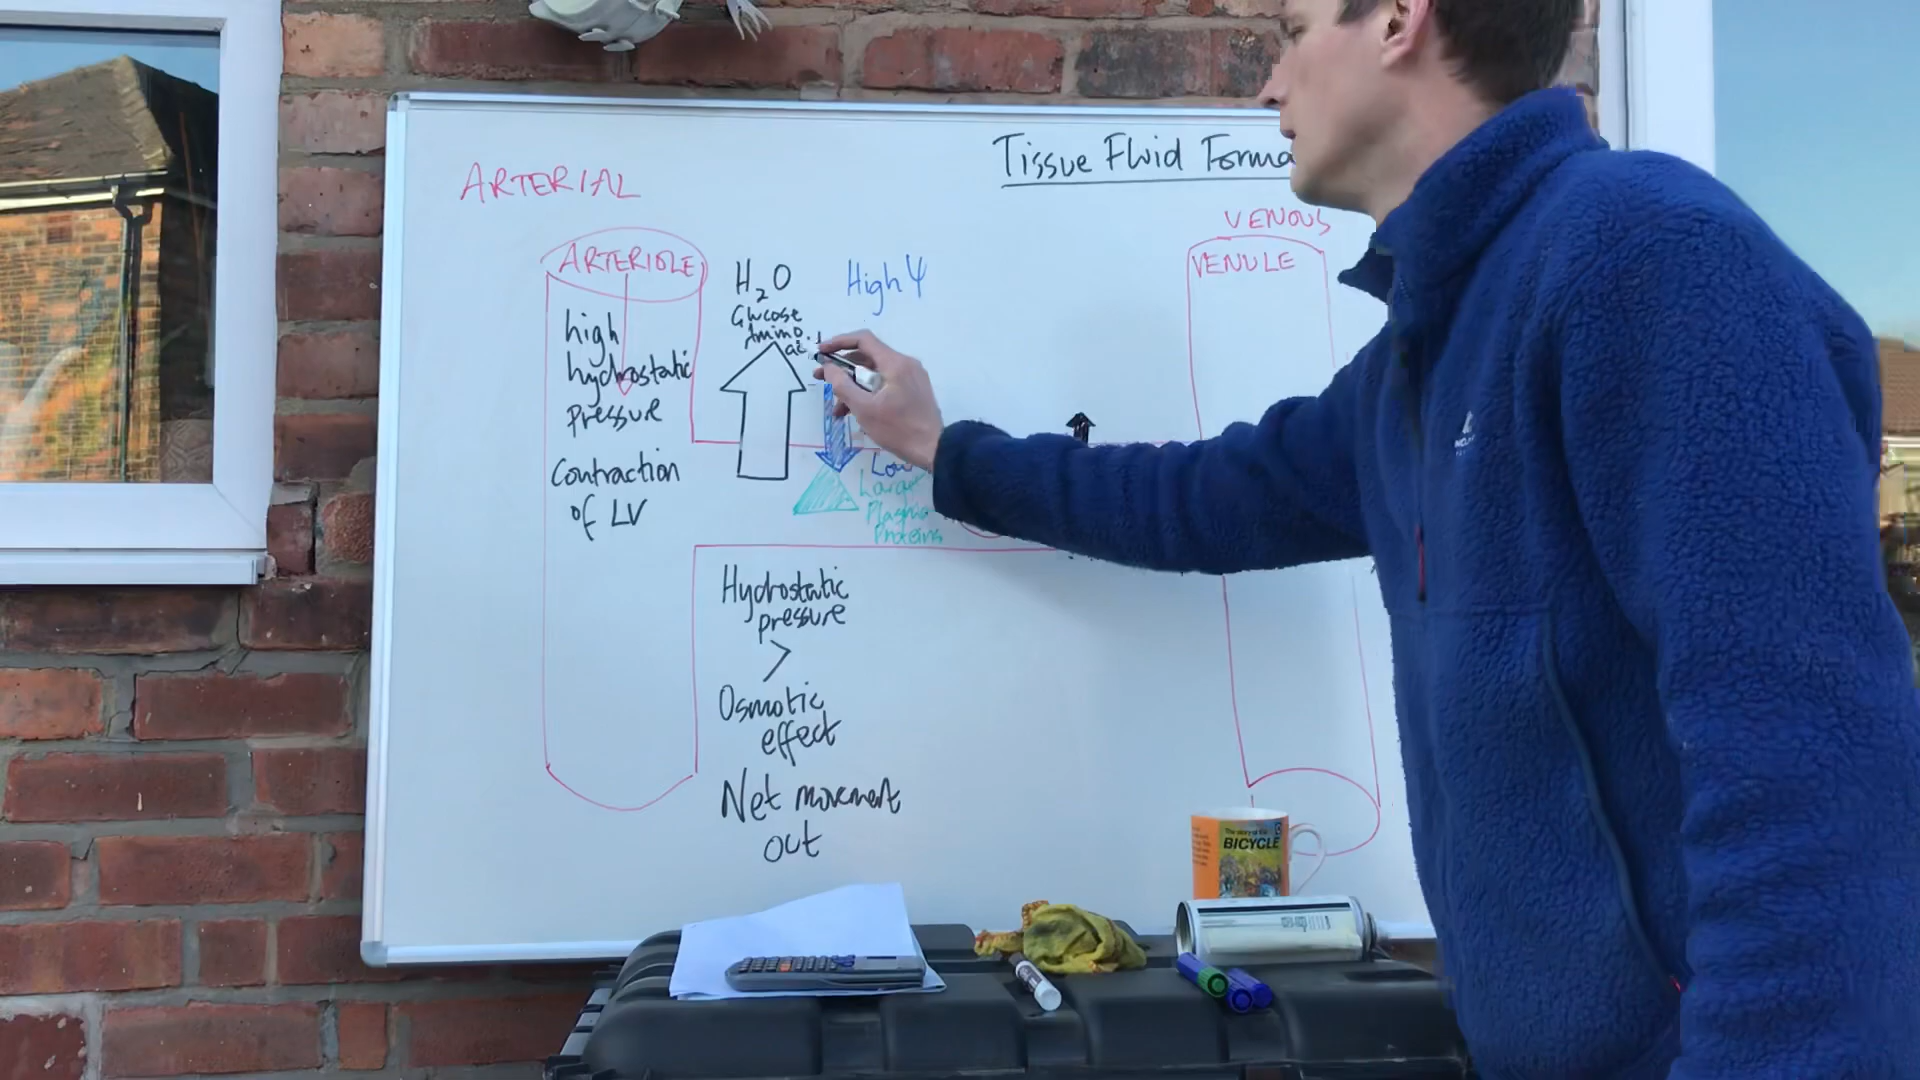 Tissue Fluid Forma
ARTERIAL
VENOUS
ARTERIOLE
VENULE
H₂O
High Ψ
Glucose
Amino
high
hydrostatic
pressure
Contraction
of LV
Low
Large
Plasma
Proteins
Hydrostatic
pressure
>
Osmotic
effect
Net movement
out
BICYCLE